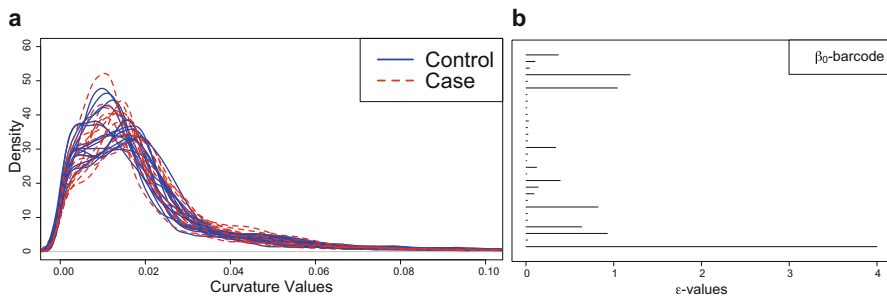 a
Density
0
10
20
30
40
50
60
Control
Case
0.00
0.02
0.04
0.06
0.08
0.10
Curvature Values
b
β0-barcode
0
1
2
3
4
ε-values